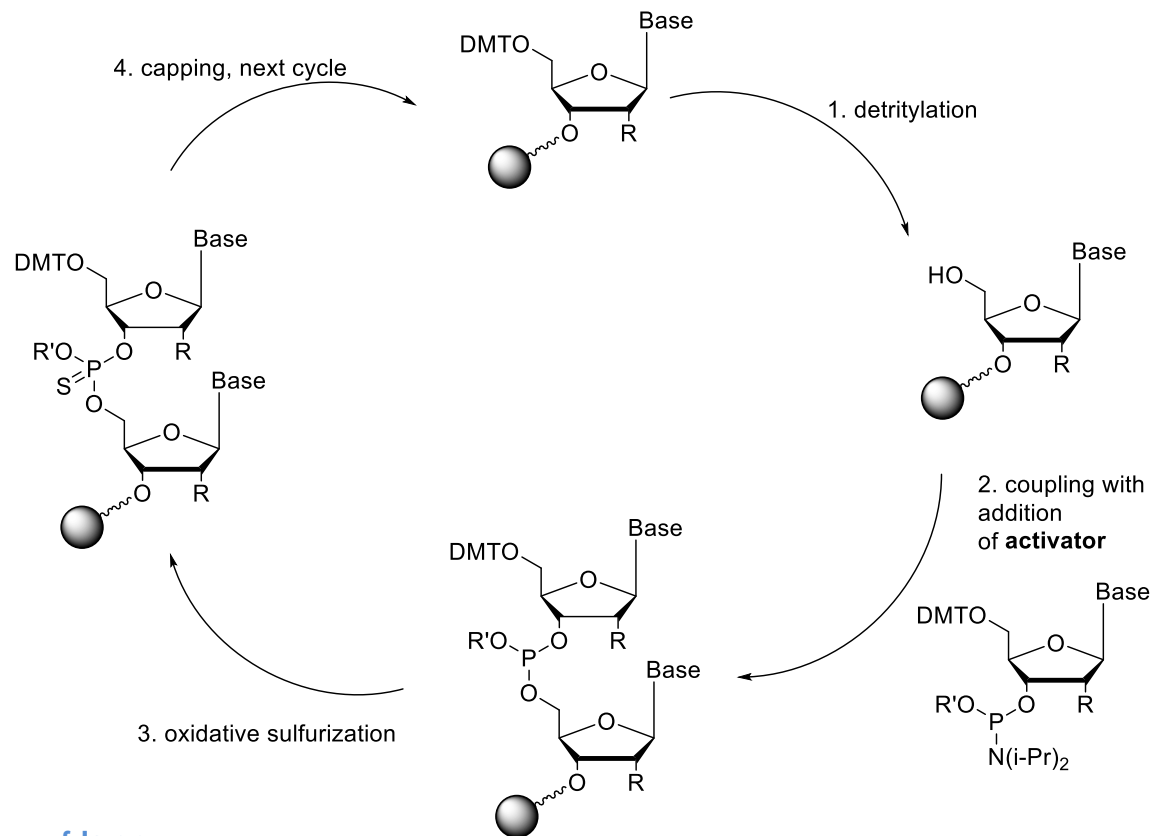 Base
DMTO
4. capping, next cycle
O
O
R
1. detritylation
Base
DMTO
O
R'O
O
R
P
S
O
Base
O
O
R
Base
HO
O
O
R
2. coupling with
addition
of activator
Base
DMTO
O
R'O
O
R
P
N(i-Pr)2
Base
DMTO
O
R'O
O
R
P
O
Base
O
O
R
3. oxidative sulfurization